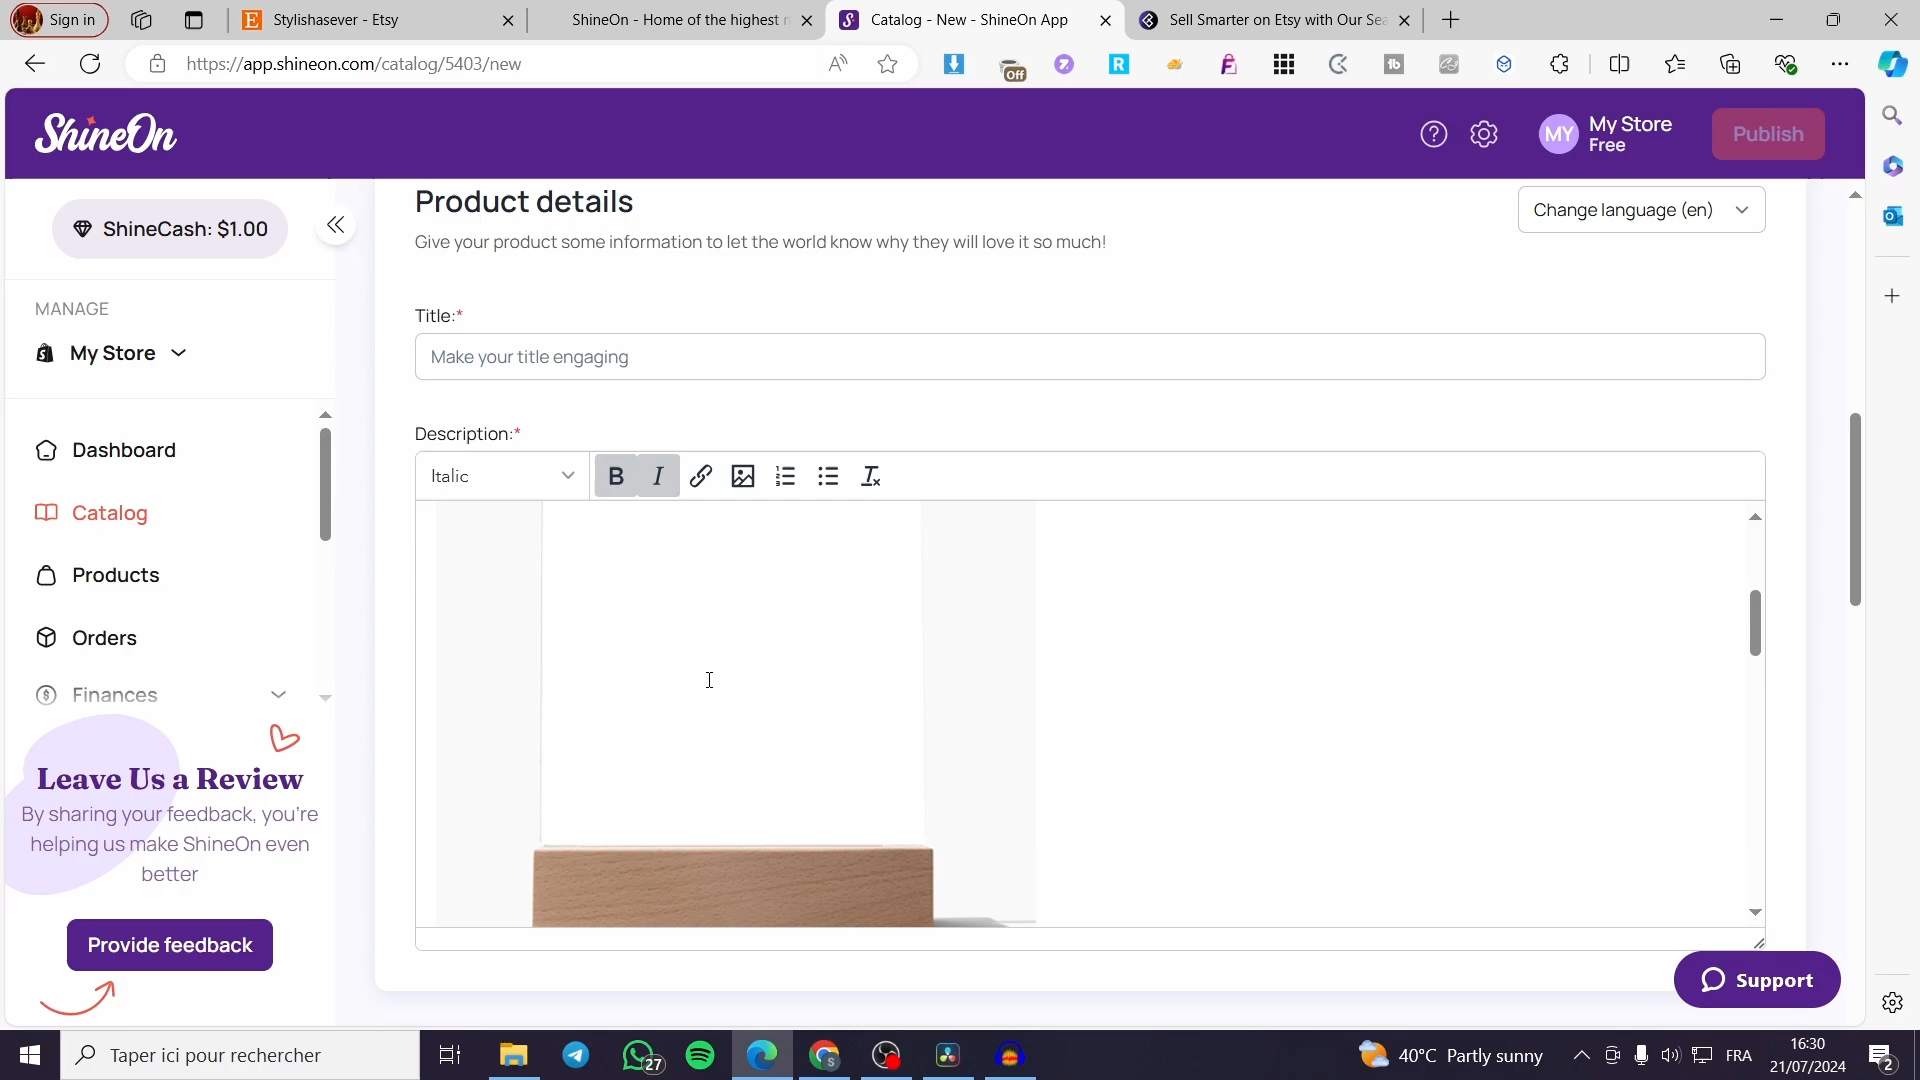 Sign in
Stylishasever - Etsy
ShineOn - Home of the highest
Catalog - New - ShineOn App
Sell Smarter on Etsy with Our Sea
https://app.shineon.com/catalog/5403/new
Off
ShineOn
MY
My Store
Free
Publish
ShineCash: $1.00
MANAGE
My Store
Dashboard
Catalog
Products
Orders
Finances
Leave Us a Review
By sharing your feedback, you're
helping us make ShineOn even
better
Provide feedback
Product details
Change language (en)
Give your product some information to let the world know why they will love it so much!
Title:*
Make your title engaging
Description:*
Italic
B I
Support
Taper ici pour rechercher
27
40°C Partly sunny
FRA
16:30
21/07/2024
2